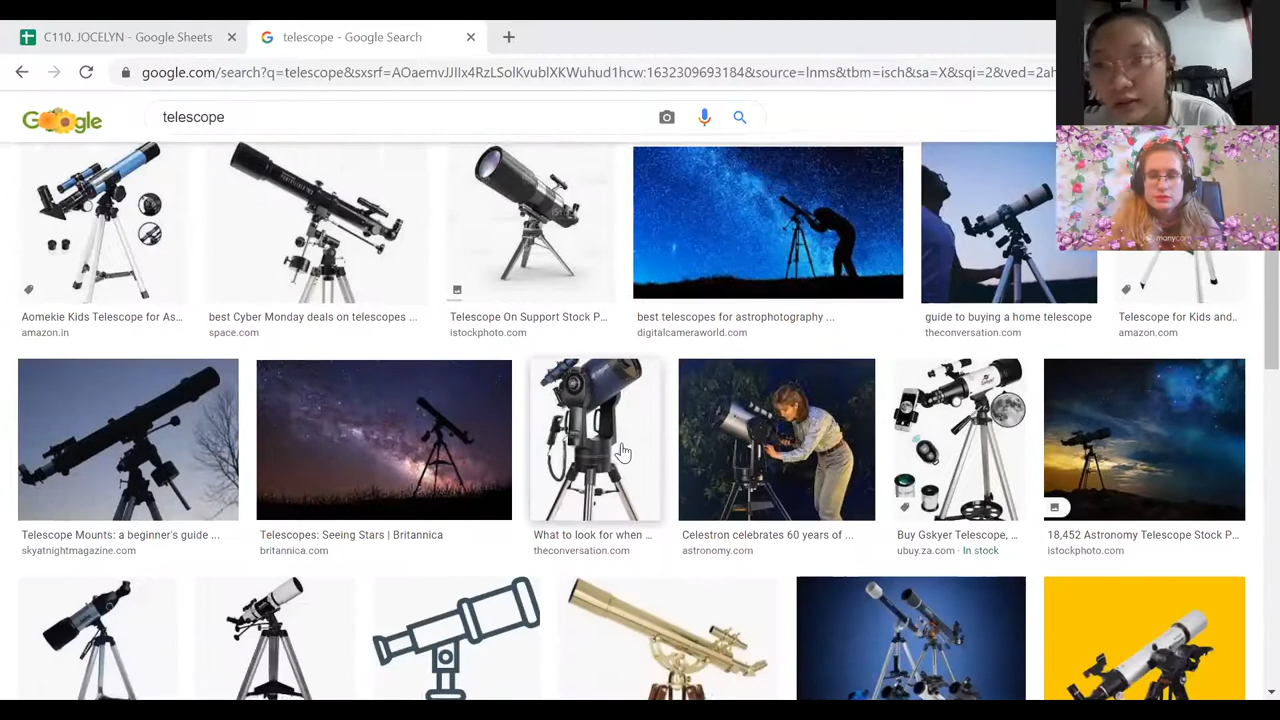 C110. JOCELYN - Google Sheets
telescope - Google Search
google.com/search?q=telescope&sxsrf=AOaemvJJIIx4RzLSeIKvublXKWuhud1hcw:1632309693184&source=lnms&tbm=isch&sa=X&sqi=2&ved=2ah
Google
telescope
Aomekie Kids Telescope for As...
amazon.in
best Cyber Monday deals on telescopes ...
space.com
Telescope On Support Stock P...
istockphoto.com
best telescopes for astrophotography ...
digitalcameraworld.com
guide to buying a home telescope
theconversation.com
Telescope for Kids and..
amazon.com
manycam
Telescope Mounts: a beginner's guide ...
skyatnightmagazine.com
Telescopes: Seeing Stars | Britannica
britannica.com
What to look for when ...
theconversation.com
Celestron celebrates 60 years of ...
astronomy.com
Buy Gskyer Telescope, ...
ubuy.za.com · In stock
18,452 Astronomy Telescope Stock P...
istockphoto.com